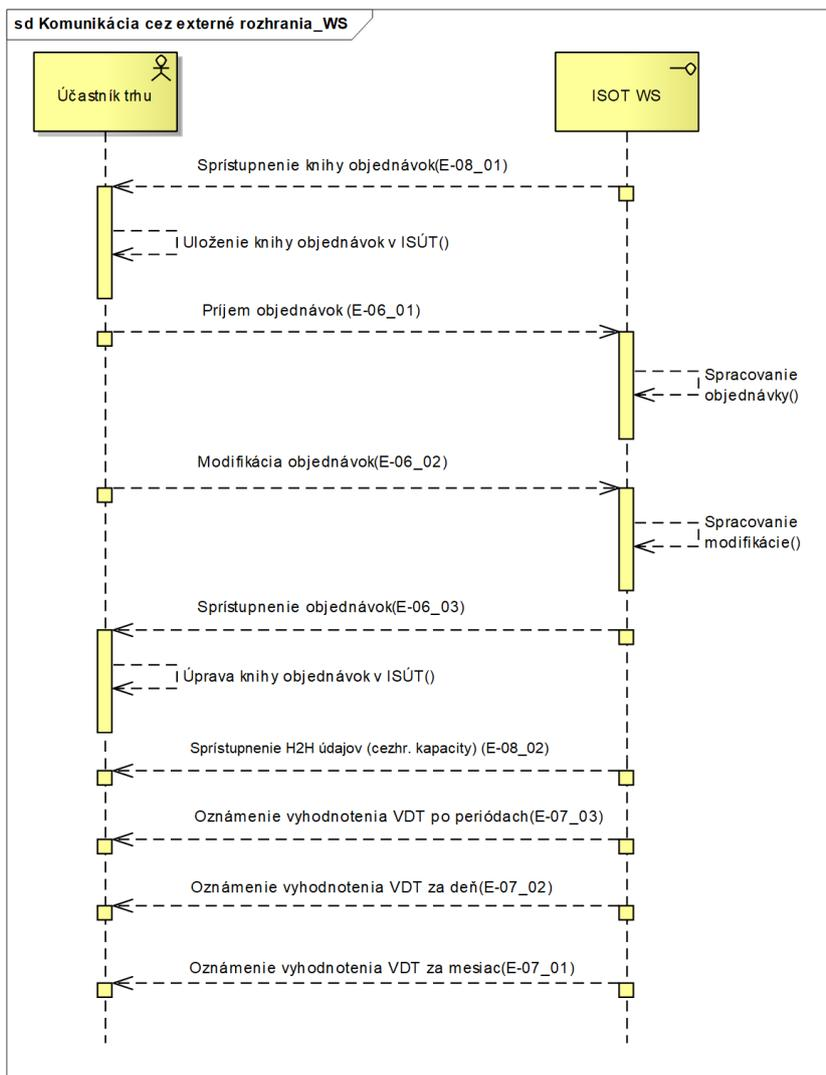 sd Komunikácia cez externé rozhrania_WS
Účastník trhu
ISOT WS
Sprístupnenie knihy objednávok(E-08_01)
Uloženie knihy objednávok v ISÚT()
Príjem objednávok (E-06_01)
Spracovanie
objednávky()
Modifikácia objednávok(E-06_02)
Spracovanie
modifikácie()
Sprístupnenie objednávok(E-06_03)
Úprava knihy objednávok v ISÚT()
Sprístupnenie H2H údajov (cezhr. kapacity) (E-08_02)
Oznámenie vyhodnotenia VDT po periódach(E-07_03)
Oznámenie vyhodnotenia VDT za deň(E-07_02)
Oznámenie vyhodnotenia VDT za mesiac(E-07_01)